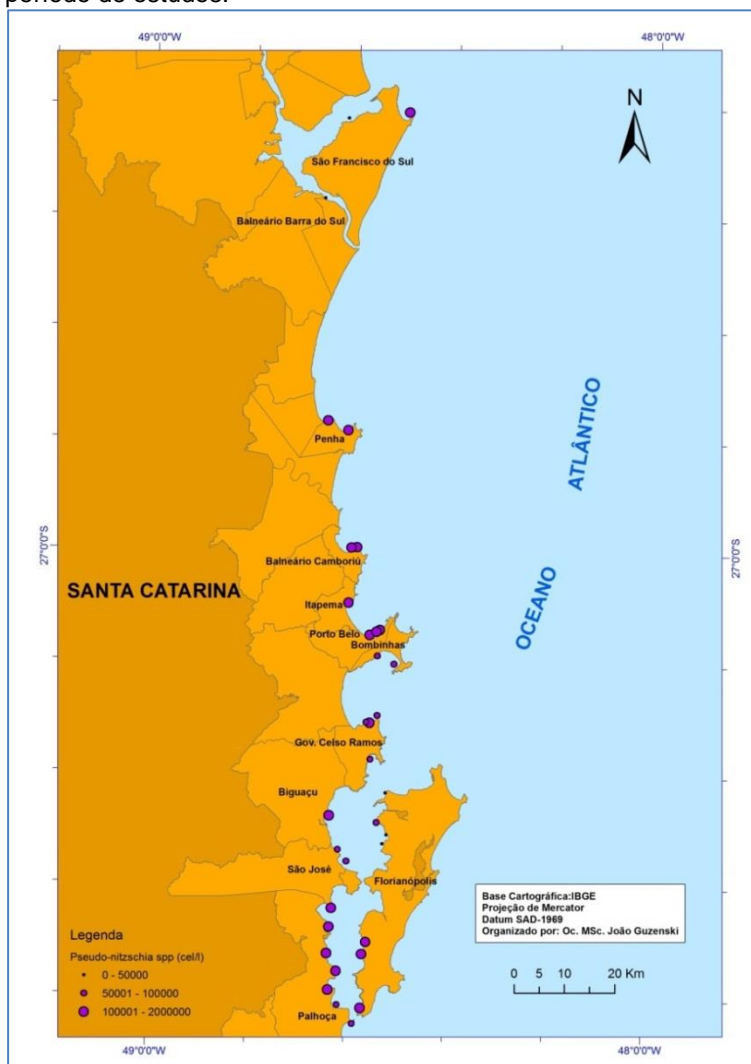 período de estudos.
49°0'0"W
48°0'0"W
N
São Francisco do Sul
Balneário Barra do Sul
Penha
ATLÂNTICO
27°0'0"S
27°0'0"S
Balneário Camboriú
SANTA CATARINA
Itapema
OCEANO
Porto Belo
Bombinhas
Gov. Celso Ramos
Biguaçu
São José
Florianópolis
Base Cartográfica:IBGE
Projeção de Mercator
Datum SAD-1969
Organizado por: Oc. MSc. João Guzenski
Legenda
Pseudo-nitzschia spp (cel/l)
0 - 50000
50001 - 100000
100001 - 2000000
0 5 10 20 Km
Palhoça
49°0'0"W
48°0'0"W